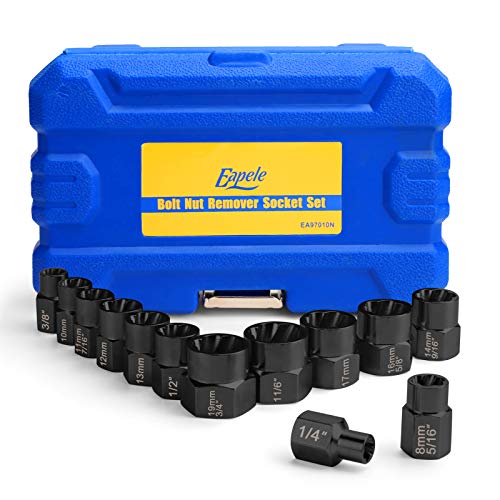 Eapele
Bolt Nut Remover Socket Set
EA97010N
3/8"
10mm
11mm
7/16"
12mm
13mm
1/2"
19mm
3/4"
11/6"
17mm
16mm
5/8"
14mm
9/16"
1/4"
8mm
5/16"